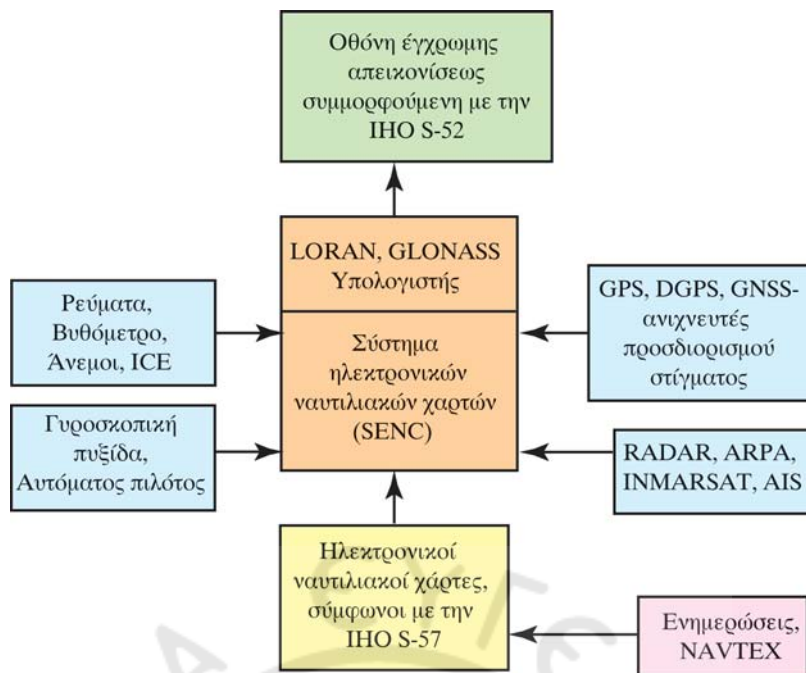 Οθόνη έγχρωμης
απεικονίσεως
συμμορφούμενη με την
IHO S-52
LORAN, GLONASS
Υπολογιστής
Σύστημα
ηλεκτρονικών
ναυτιλιακών χαρτών
(SENC)
Ρεύματα,
Βυθόμετρο,
Άνεμοι, ICE
Γυροσκοπική
πυξίδα,
Αυτόματος πιλότος
GPS, DGPS, GNSS-
ανιχνευτές
προσδιορισμού
στίγματος
RADAR, ARPA,
INMARSAT, AIS
Ηλεκτρονικοί
ναυτιλιακοί χάρτες,
σύμφωνοι με την
IHO S-57
Ενημερώσεις,
NAVTEX